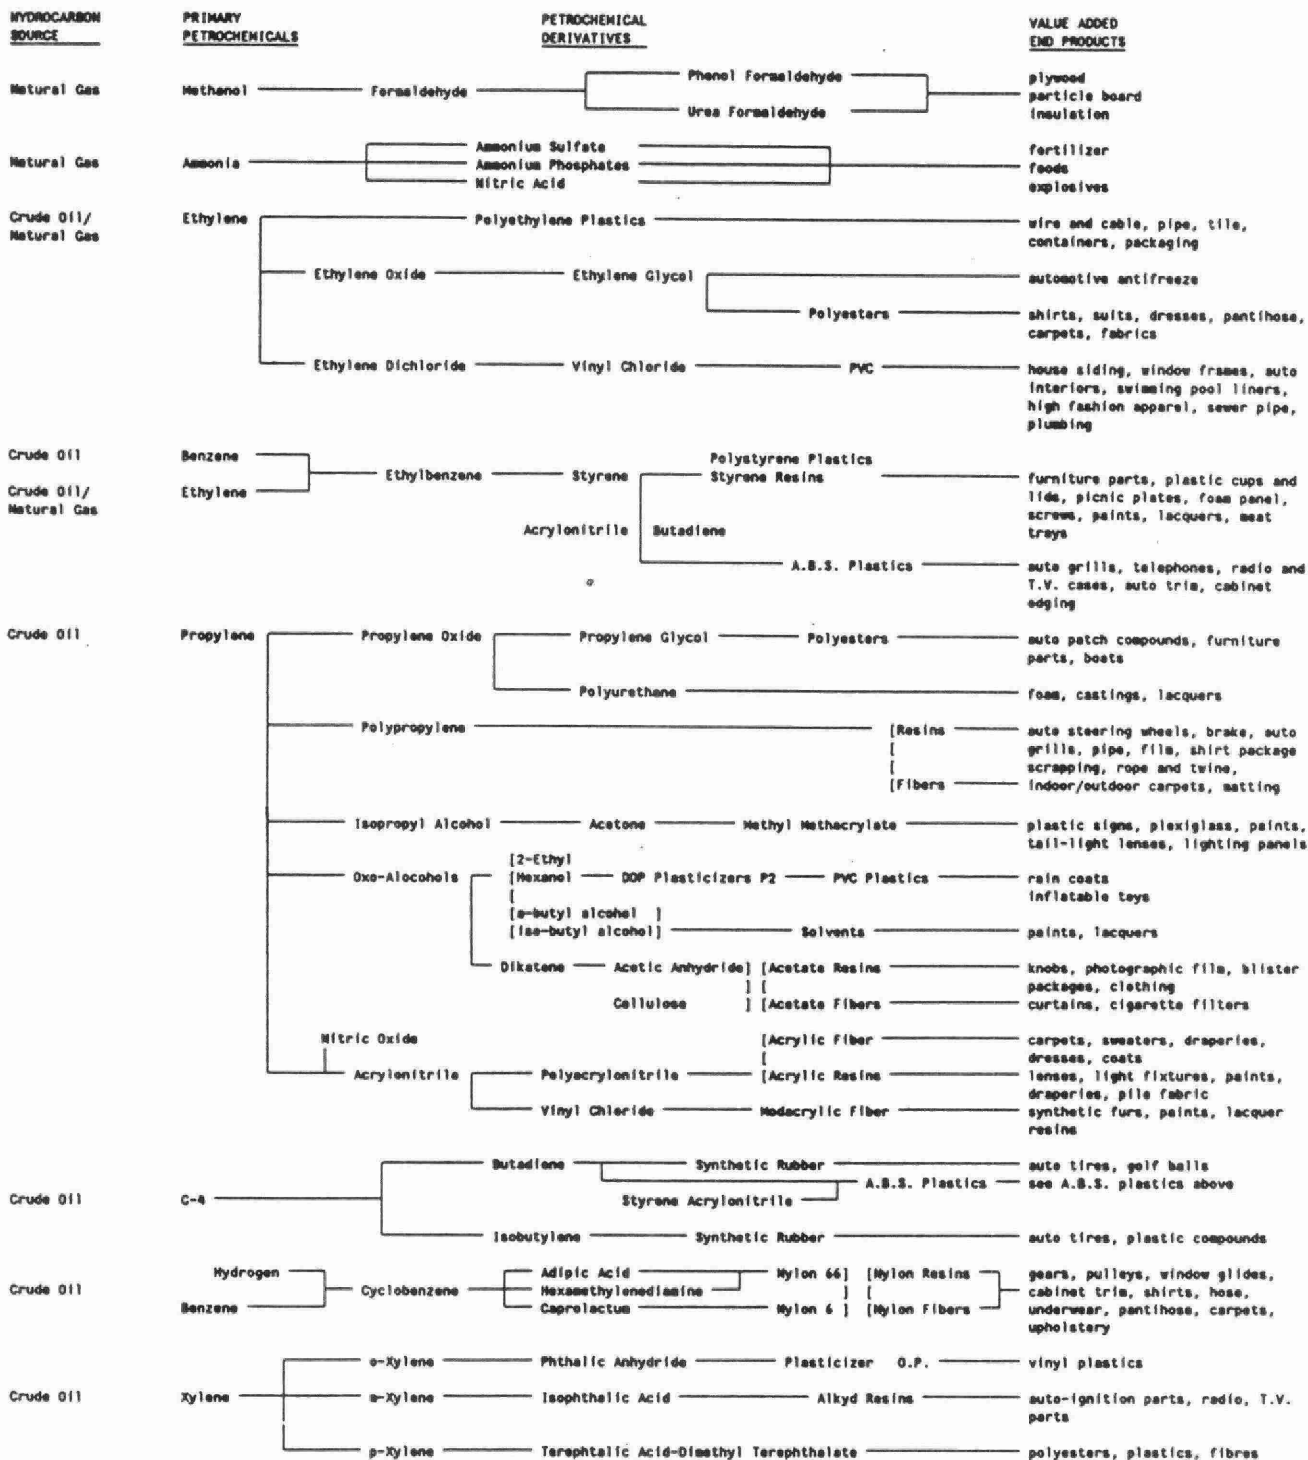 HYDROCARBON SOURCE
PRIMARY PETROCHEMICALS
PETROCHEMICAL DERIVATIVES
VALUE ADDED END PRODUCTS
Natural Gas Methanol Formaldehyde Phenol Formaldehyde plywood
particle board
Urea Formaldehyde insulation
Ammonium Sulfate fertilizer
Natural Gas Ammonia Ammonium Phosphates foods
Nitric Acid explosives
Crude Oil/ Ethylene Polyethylene Plastics wire and cable, pipe, tile,
Natural Gas containers, packaging
Ethylene Oxide Ethylene Glycol automotive antifreeze
Polyesters shirts, suits, dresses, pantihose,
carpets, fabrics
Ethylene Dichloride Vinyl Chloride PVC house siding, window frames, auto
interiors, swimming pool liners,
high fashion apparel, sewer pipe,
plumbing
Crude Oil Benzene Polystyrene Plastics
Ethylbenzene Styrene Styrene Resins furniture parts, plastic cups and
Crude Oil/ Ethylene lids, picnic plates, foam panel,
Natural Gas screws, paints, lacquers, meat
Acrylonitrile Butadiene trays
A.B.S. Plastics auto grills, telephones, radio and
T.V. cases, auto trim, cabinet
edging
Crude Oil Propylene Propylene Oxide Propylene Glycol Polyesters auto patch compounds, furniture
parts, boats
Polyurethane foam, castings, lacquers
Polypropylene [Resins auto steering wheels, brake, auto
[ grills, pipe, film, shirt package
[ scrapping, rope and twine,
[Fibers indoor/outdoor carpets, matting
Isopropyl Alcohol Acetone Methyl Methacrylate plastic signs, plexiglass, paints,
tail-light lenses, lighting panels
[2-Ethyl
Oxo-Alocohols [Hexanol DOP Plasticizers P2 PVC Plastics rain coats
[ inflatable toys
[a-butyl alcohol ]
[iso-butyl alcohol] Solvents paints, lacquers
Diketene Acetic Anhydride] [Acetate Resins knobs, photographic film, blister
] [ packages, clothing
Cellulose ] [Acetate Fibers curtains, cigarette filters
Nitric Oxide [Acrylic Fiber carpets, sweaters, draperies,
[ dresses, coats
Acrylonitrile Polyacrylonitrile [Acrylic Resins lenses, light fixtures, paints,
draperies, pile fabric
Vinyl Chloride Modacrylic Fiber synthetic furs, paints, lacquer
resins
Butadiene Synthetic Rubber auto tires, golf balls
A.B.S. Plastics see A.B.S. plastics above
Crude Oil C-4 Styrene Acrylonitrile
Isobutylene Synthetic Rubber auto tires, plastic compounds
Hydrogen Adipic Acid Nylon 66] [Nylon Resins gears, pulleys, window glides,
Crude Oil Cyclobenzene Hexamethylenediamine ] [ cabinet trim, shirts, hose,
Benzene Caprolactum Nylon 6 ] [Nylon Fibers underwear, pantihose, carpets,
upholstery
o-Xylene Phthalic Anhydride Plasticizer O.P. vinyl plastics
Crude Oil Xylene m-Xylene Isophthalic Acid Alkyd Resins auto-ignition parts, radio, T.V.
parts
p-Xylene Terephtalic Acid-Dimethyl Terephthalate polyesters, plastics, fibres